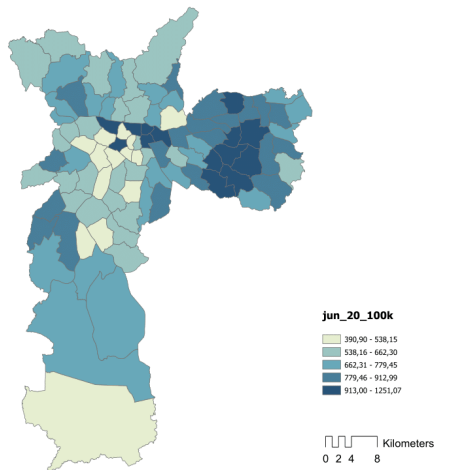 jun_20_100k
390,90 - 538,15
538,16 - 662,30
662,31 - 779,45
779,46 - 912,99
913,00 - 1251,07
Kilometers
0 2 4 8